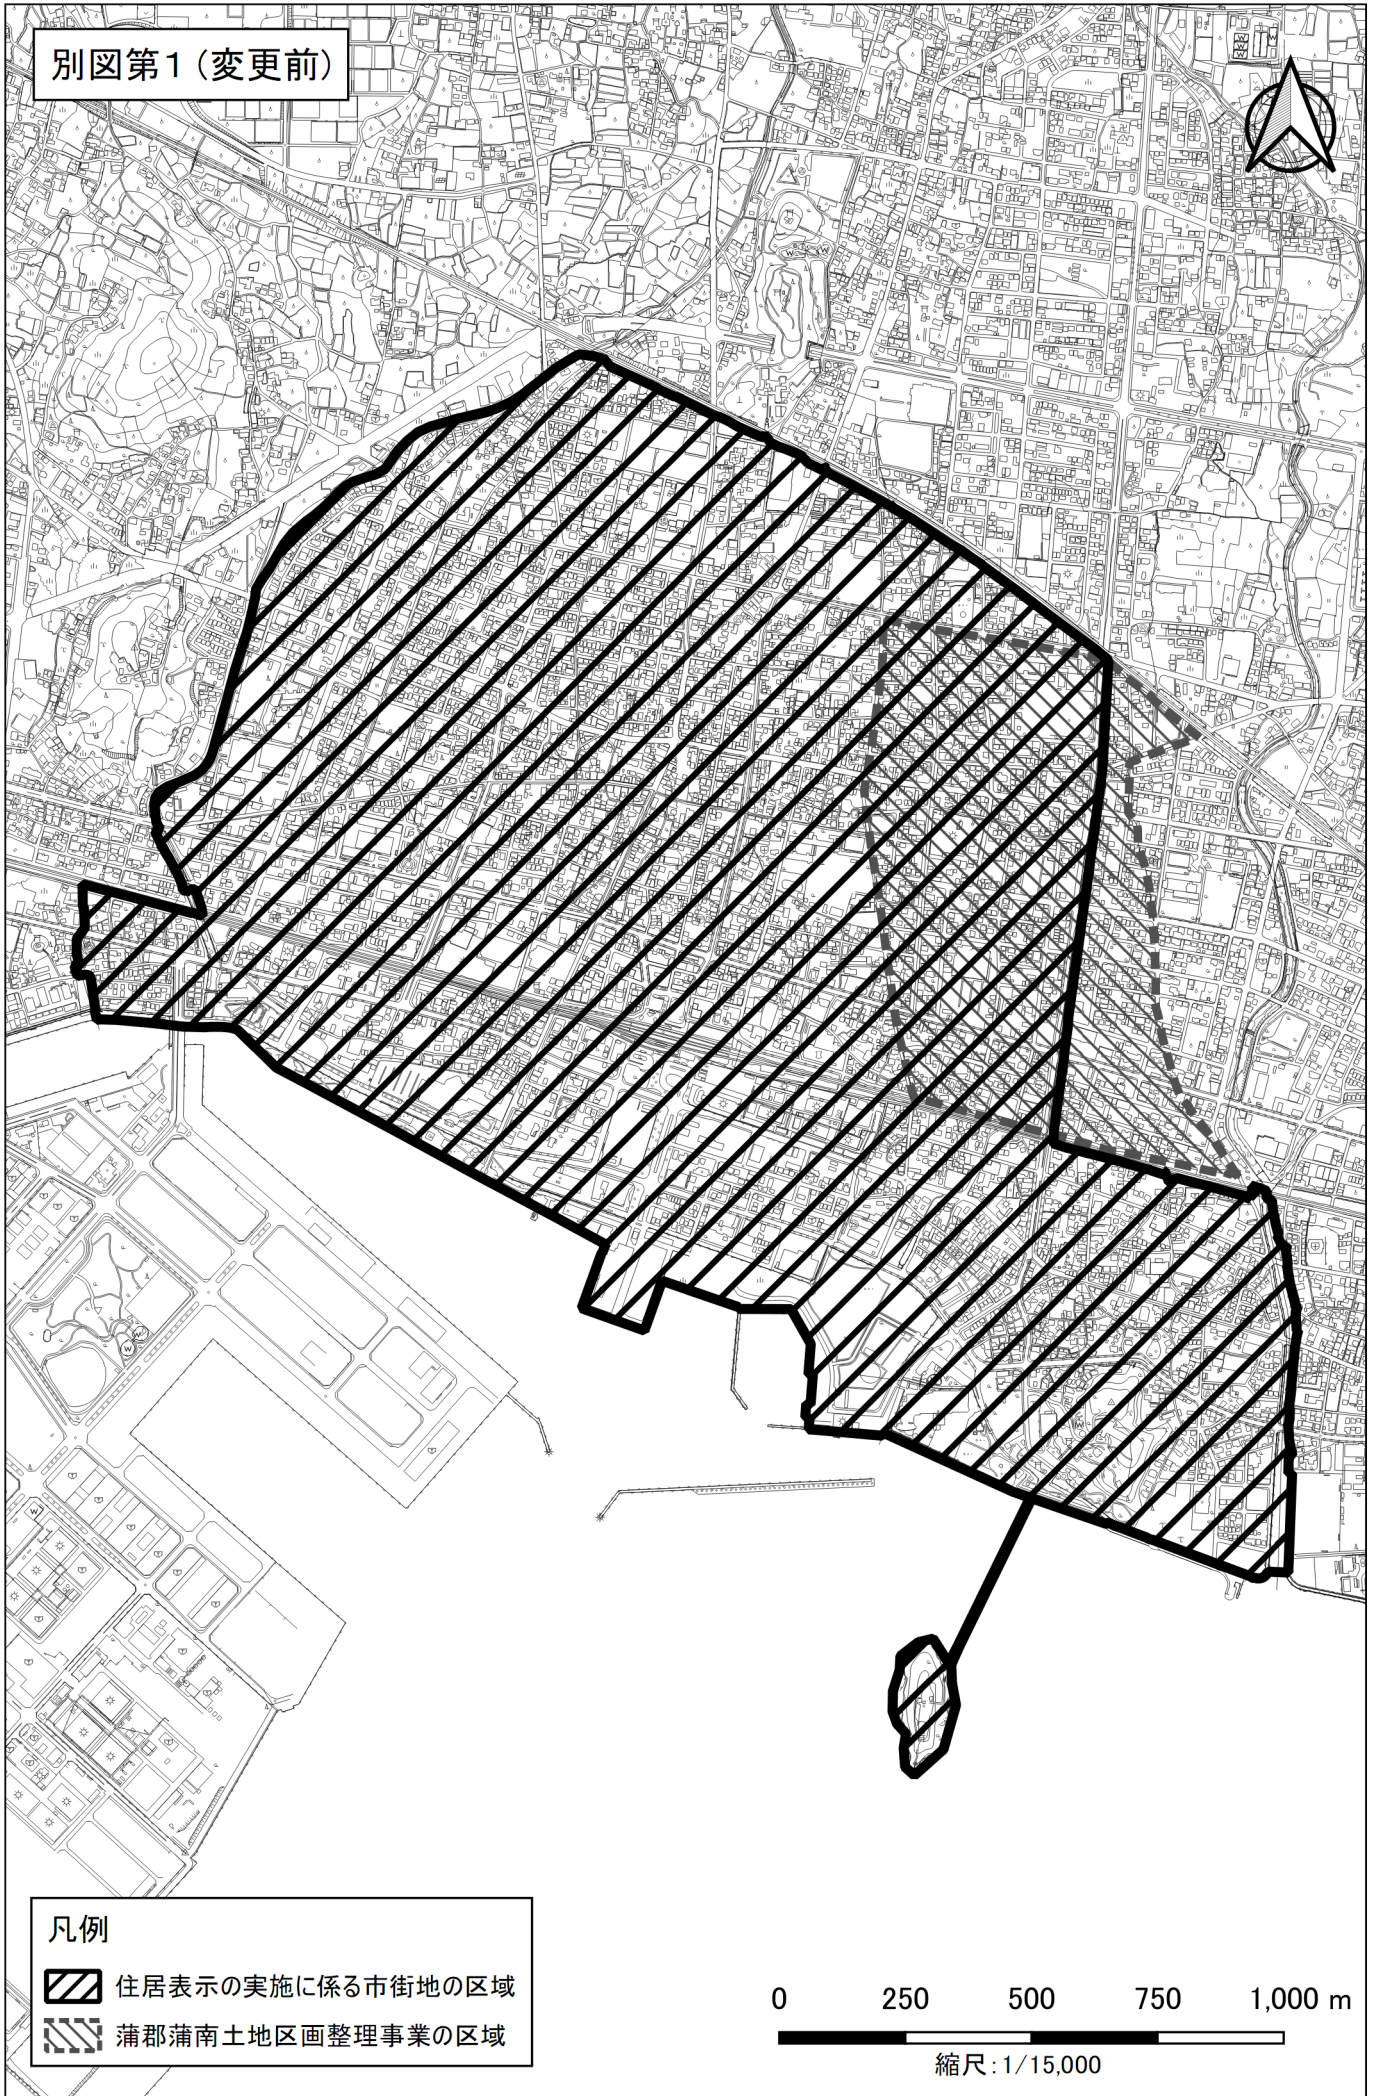 別図第1(変更前)
凡例
住居表示の実施に係る市街地の区域
蒲郡蒲南土地区画整理事業の区域
0 250 500 750 1,000 m
縮尺:1/15,000